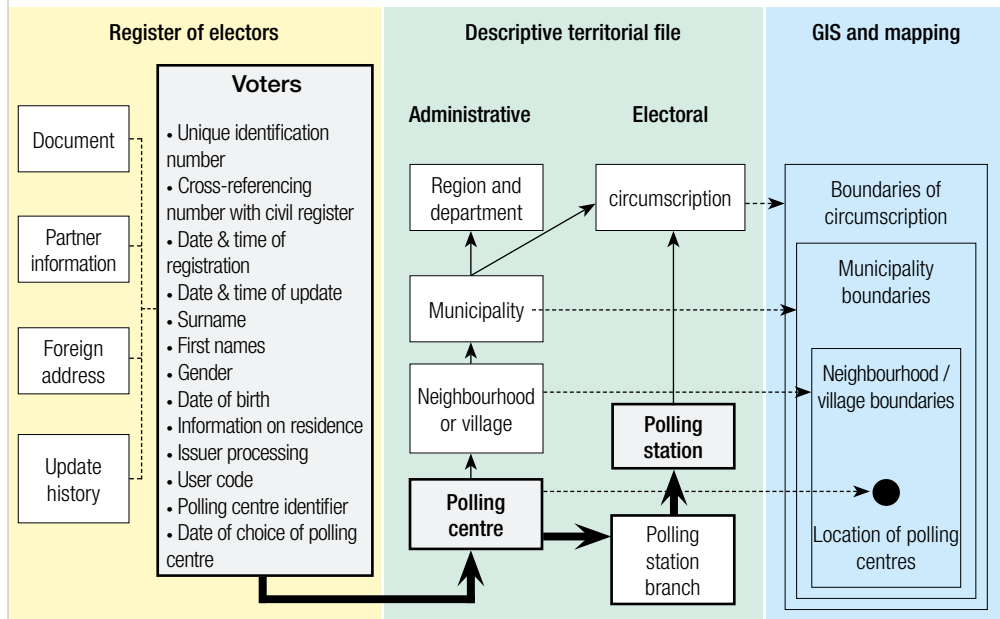 Register of electors
Document
Partner
information
Foreign
address
Update
history
Voters
• Unique identification
number
• Cross-referencing
number with civil register
• Date & time of
registration
• Date & time of update
• Surname
• First names
• Gender
• Date of birth
• Information on residence
• Issuer processing
• User code
• Polling centre identifier
• Date of choice of polling
centre
Descriptive territorial file
Administrative
Electoral
Region and
department
circumscription
Municipality
Neighbourhood
or village
Polling
station
Polling
centre
Polling
station
branch
GIS and mapping
Boundaries of
circumscription
Municipality
boundaries
Neighbourhood /
village boundaries
Location of polling
centres